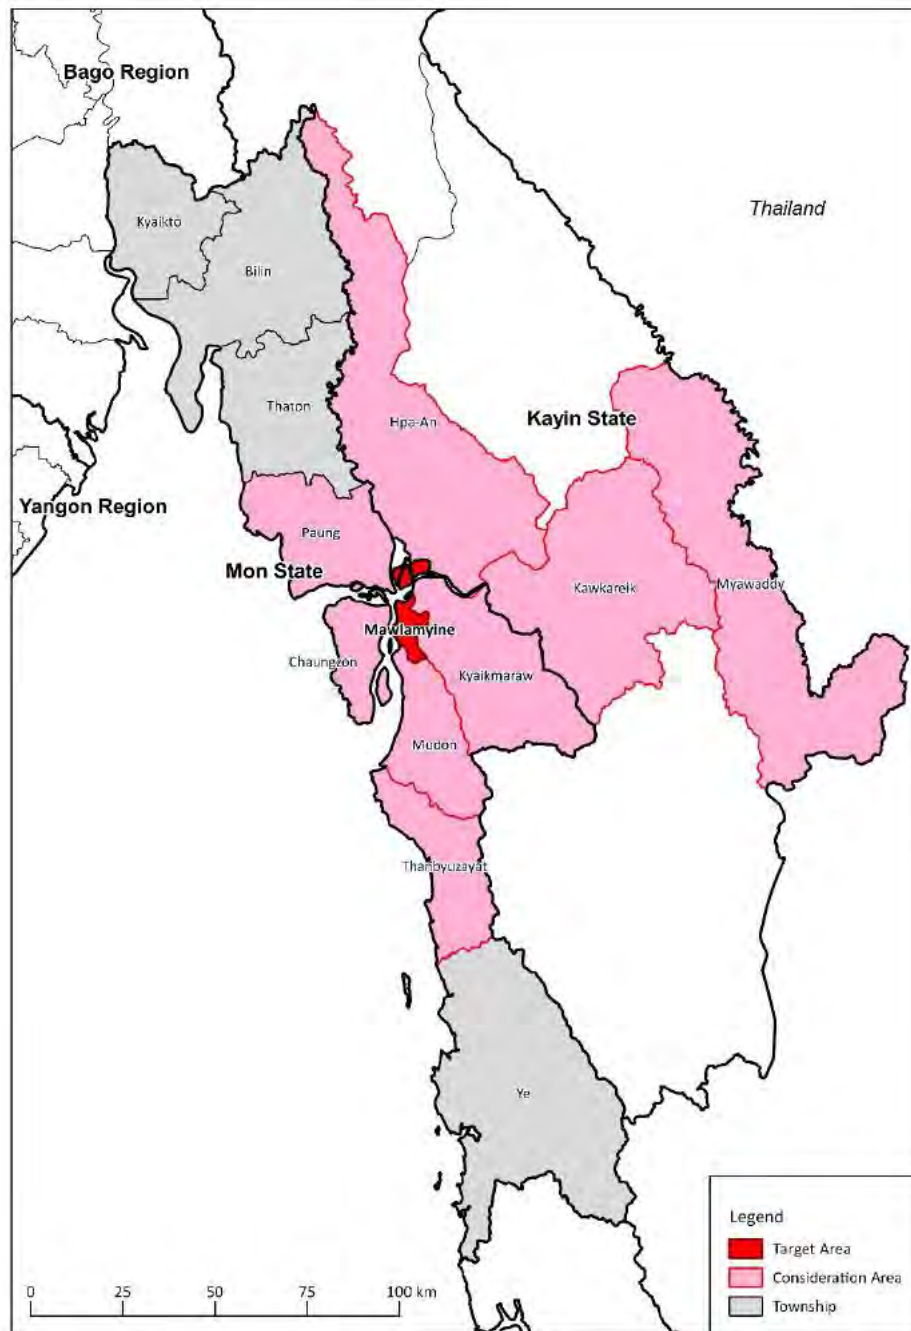 Bago Region
Thailand
Kyaikto
Bilin
Thaton
Hpa-An
Kayin State
Yangon Region
Paung
Mon State
Kawkareik
Myawaddy
Mawlamyine
Chaungzon
Kyaikmaraw
Mudon
Thanbyuzayat
Ye
Legend
Target Area
Consideration Area
Township
0 25 50 75 100 km